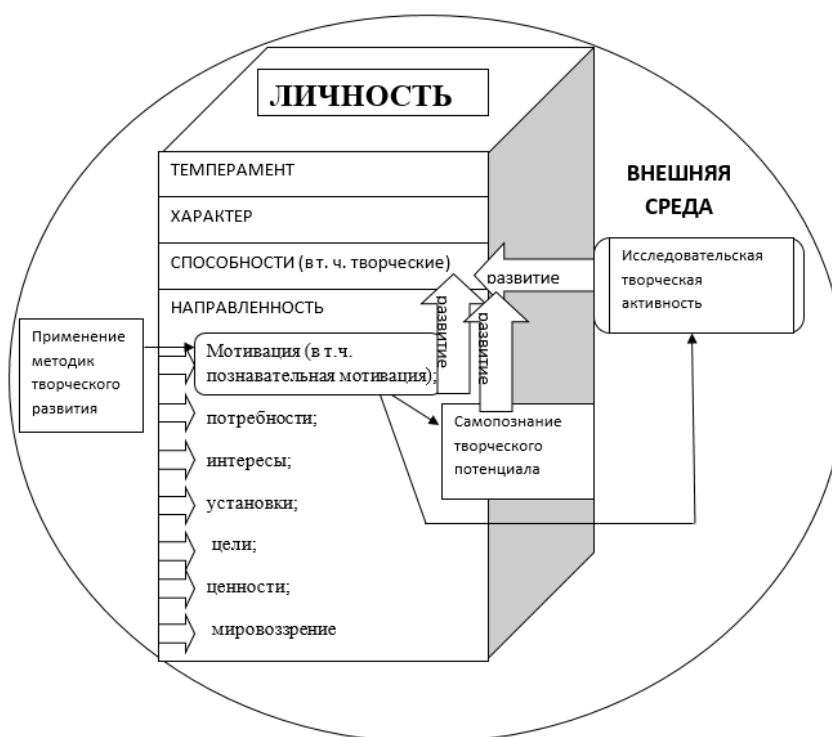 ЛИЧНОСТЬ
ТЕМПЕРАМЕНТ
ХАРАКТЕР
СПОСОБНОСТИ (в т. ч. творческие)
НАПРАВЛЕННОСТЬ
ВНЕШНЯЯ
СРЕДА
Исследовательская
творческая
активность
развитие
развитие
развитие
Применение
методик
творческого
развития
Мотивация (в т.ч.
познавательная мотивация);
Самопознание
творческого
потенциала
потребности;
интересы;
установки;
цели;
ценности;
мировоззрение